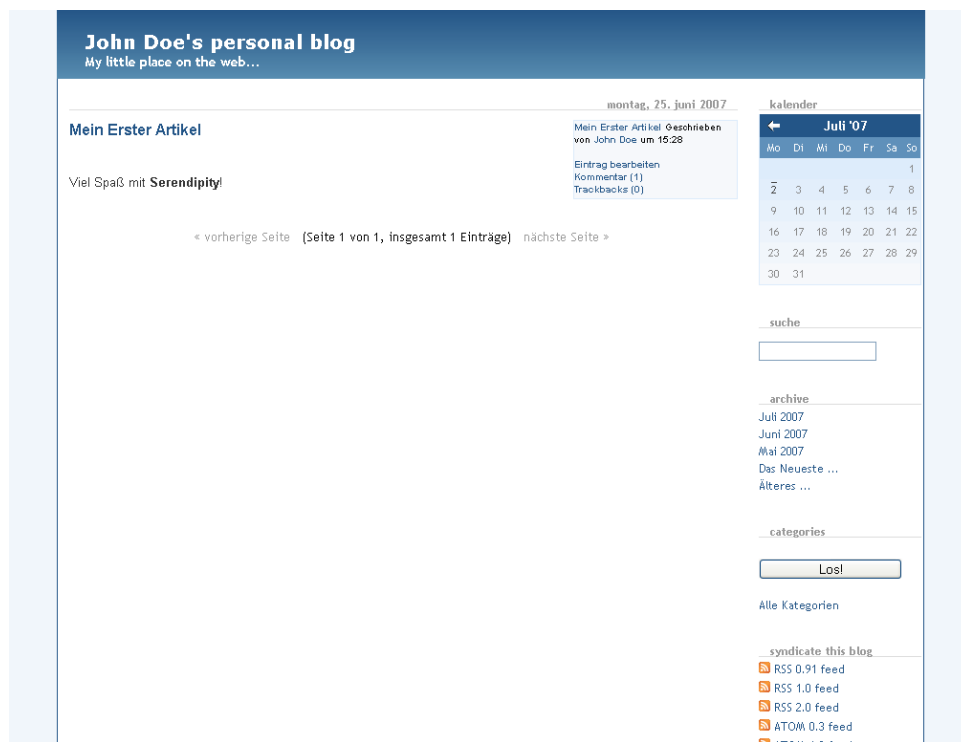 John Doe's personal blog
My little place on the web...
montag, 25. juni 2007
Mein Erster Artikel
Mein Erster Artikel Geschrieben
von John Doe um 15:28
Eintrag bearbeiten
Kommentar (1)
Trackbacks (0)
Viel Spaß mit Serendipity!
« vorherige Seite (Seite 1 von 1, insgesamt 1 Einträge) nächste Seite »
kalender
Juli '07
Mo Di Mi Do Fr Sa So
1
2 3 4 5 6 7 8
9 10 11 12 13 14 15
16 17 18 19 20 21 22
23 24 25 26 27 28 29
30 31
suche
archive
Juli 2007
Juni 2007
Mai 2007
Das Neueste ...
Älteres ...
categories
Los!
Alle Kategorien
syndicate this blog
RSS 0.91 feed
RSS 1.0 feed
RSS 2.0 feed
ATOM 0.3 feed